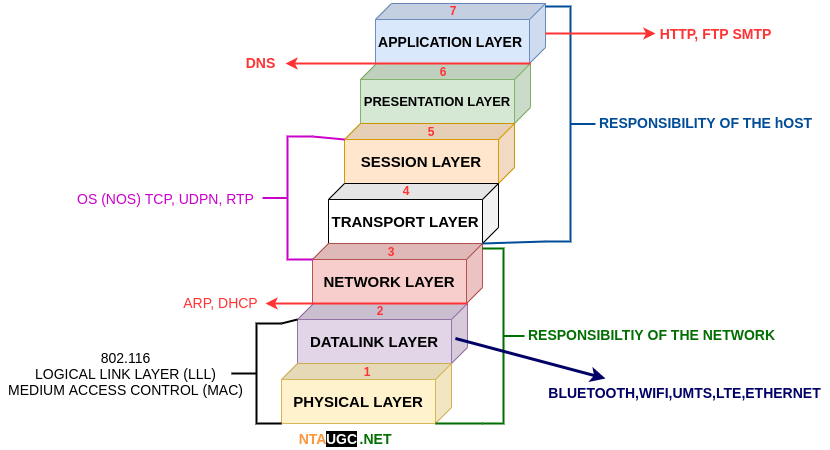 7
APPLICATION LAYER
HTTP, FTP SMTP
DNS
6
PRESENTATION LAYER
RESPONSIBILITY OF THE hOST
5
SESSION LAYER
OS (NOS) TCP, UDPN, RTP
4
TRANSPORT LAYER
3
NETWORK LAYER
ARP, DHCP
2
DATALINK LAYER
RESPONSIBILTIY OF THE NETWORK
802.116
LOGICAL LINK LAYER (LLL)
MEDIUM ACCESS CONTROL (MAC)
1
PHYSICAL LAYER
BLUETOOTH,WIFI,UMTS,LTE,ETHERNET
NTAUGC.NET